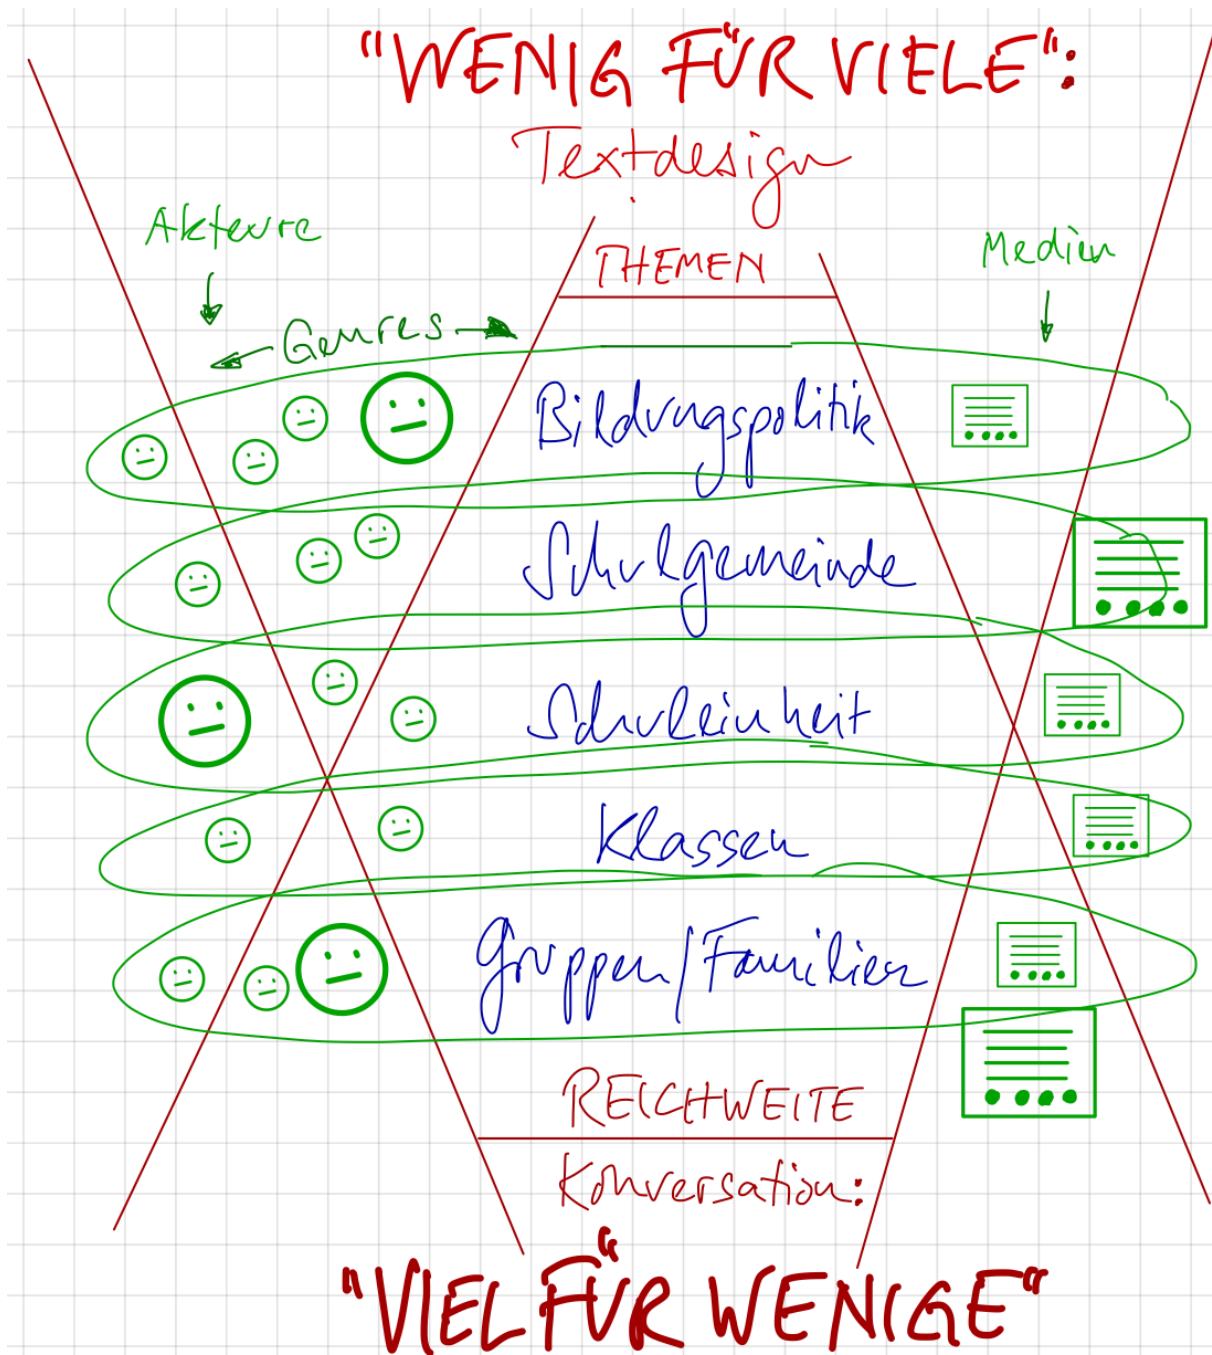 "WENIG FÜR VIELE":
Textdesign
Akteure
THEMEN
Medien
Genres
Bildungspolitik
Schulgemeinde
Schuleinheit
Klassen
Gruppen/Familien
REICHWEITE
Konversation:
"VIEL FÜR WENIGE"